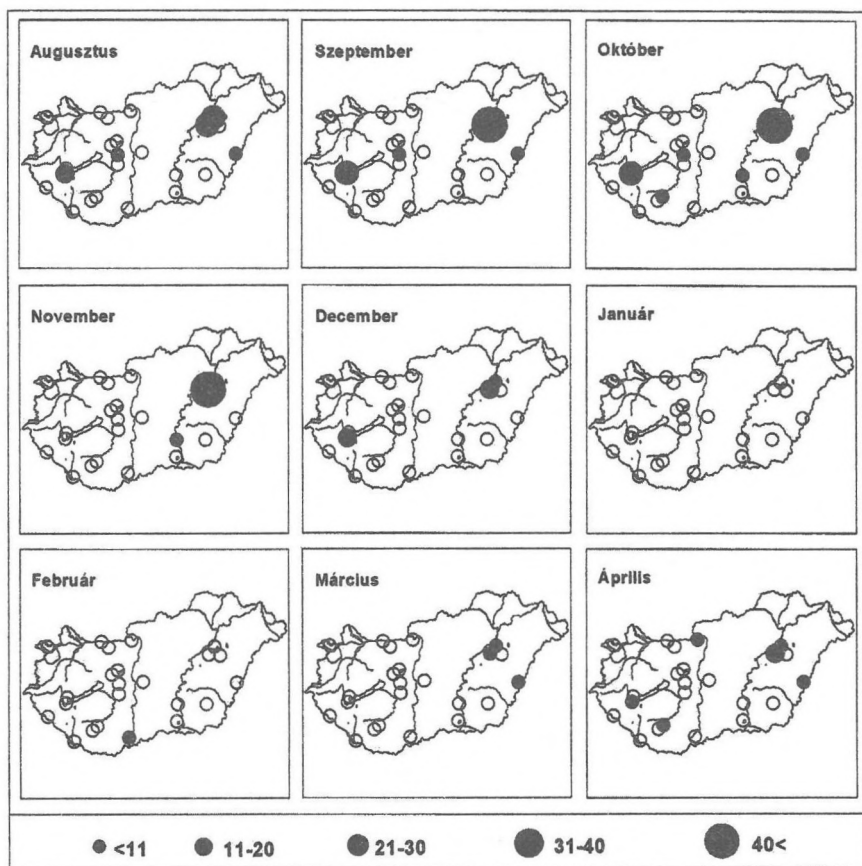 Augusztus
Szeptember
Október
November
December
Január
Február
Március
Április
<11
11-20
21-30
31-40
40<